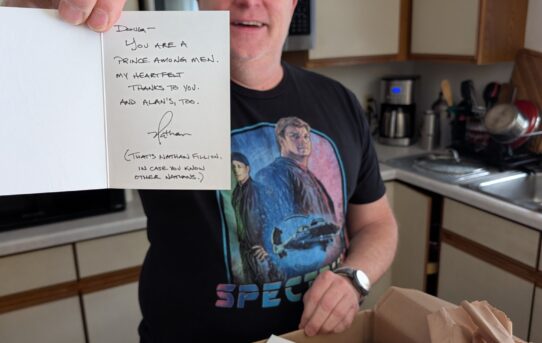 DOUG–
YOU ARE A
PRINCE AMONG MEN.
MY HEARTFELT
THANKS TO YOU.
AND ALAN'S, TOO.
Nathan
(THAT'S NATHAN FILLION,
IN CASE YOU KNOW
OTHER NATHANS.)
SPECT